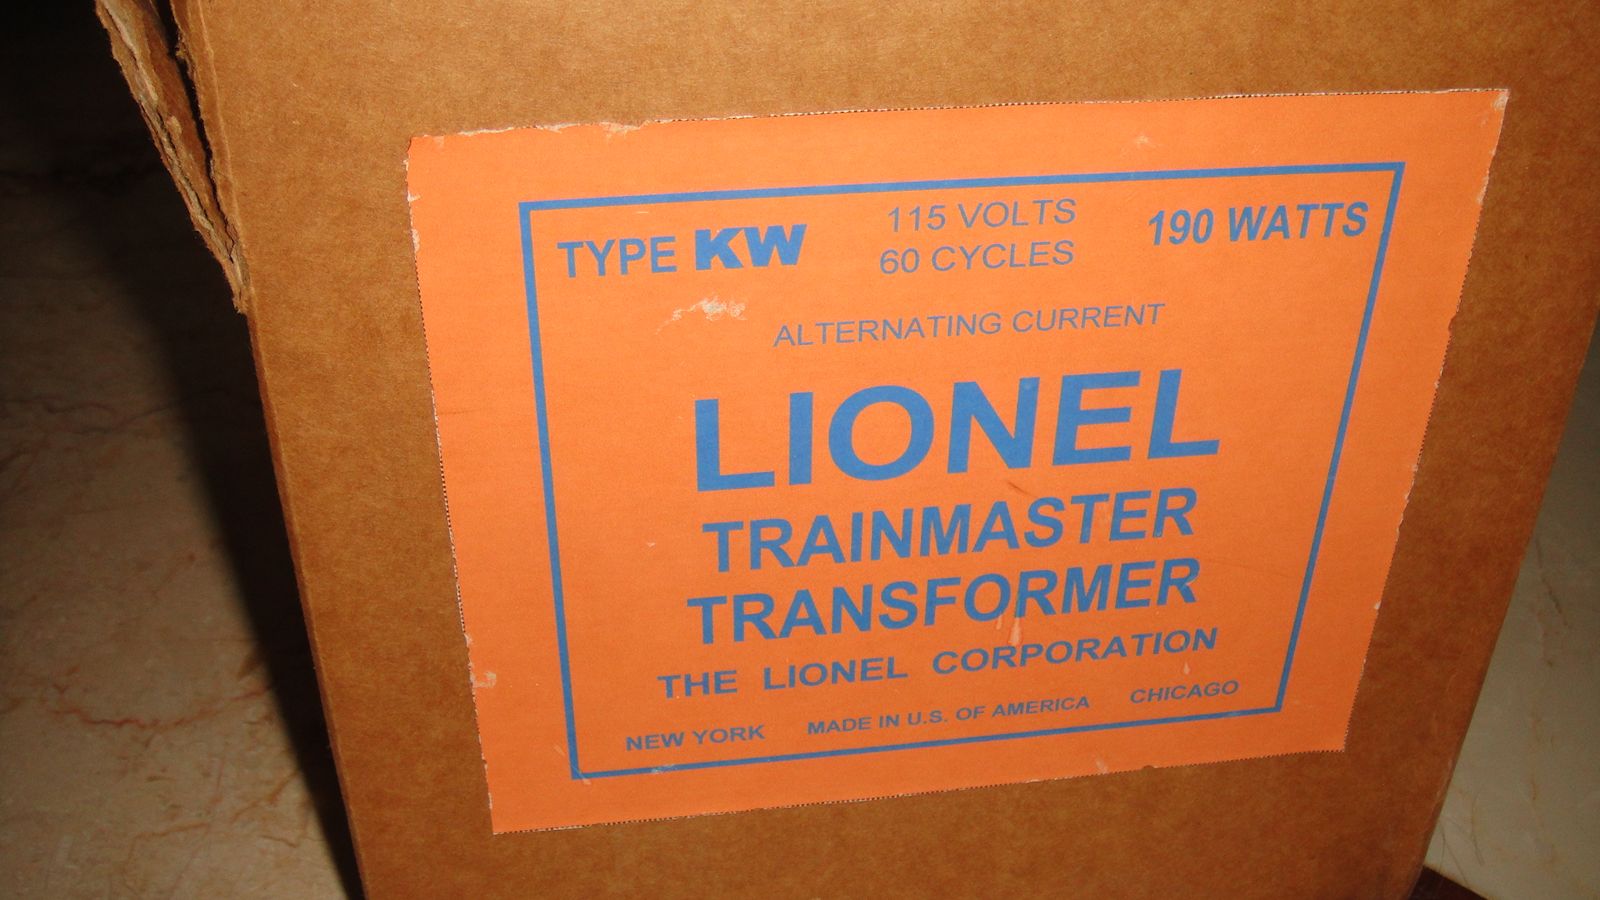 TYPE KW 115 VOLTS 190 WATTS
60 CYCLES
ALTERNATING CURRENT
LIONEL
TRAINMASTER
TRANSFORMER
THE LIONEL CORPORATION
NEW YORK MADE IN U.S. OF AMERICA CHICAGO